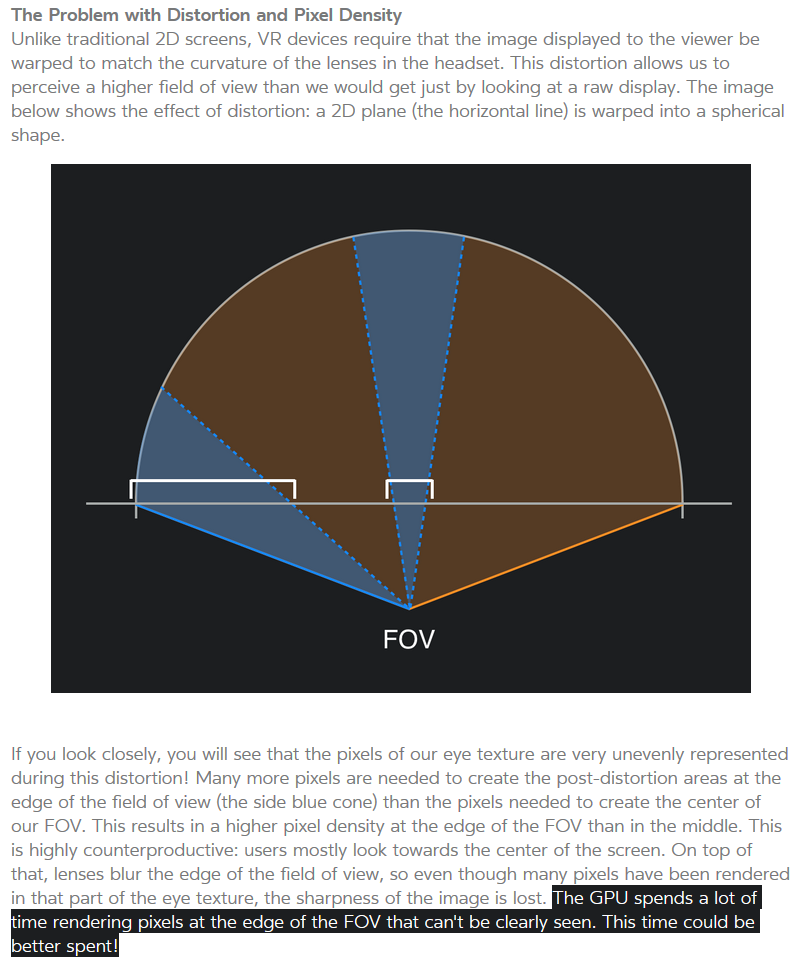 The Problem with Distortion and Pixel Density
Unlike traditional 2D screens, VR devices require that the image displayed to the viewer be
warped to match the curvature of the lenses in the headset. This distortion allows us to
perceive a higher field of view than we would get just by looking at a raw display. The image
below shows the effect of distortion: a 2D plane (the horizontal line) is warped into a spherical
shape.
FOV
If you look closely, you will see that the pixels of our eye texture are very unevenly represented
during this distortion! Many more pixels are needed to create the post-distortion areas at the
edge of the field of view (the side blue cone) than the pixels needed to create the center of
our FOV. This results in a higher pixel density at the edge of the FOV than in the middle. This
is highly counterproductive: users mostly look towards the center of the screen. On top of
that, lenses blur the edge of the field of view, so even though many pixels have been rendered
in that part of the eye texture, the sharpness of the image is lost. The GPU spends a lot of
time rendering pixels at the edge of the FOV that can't be clearly seen. This time could be
better spent!